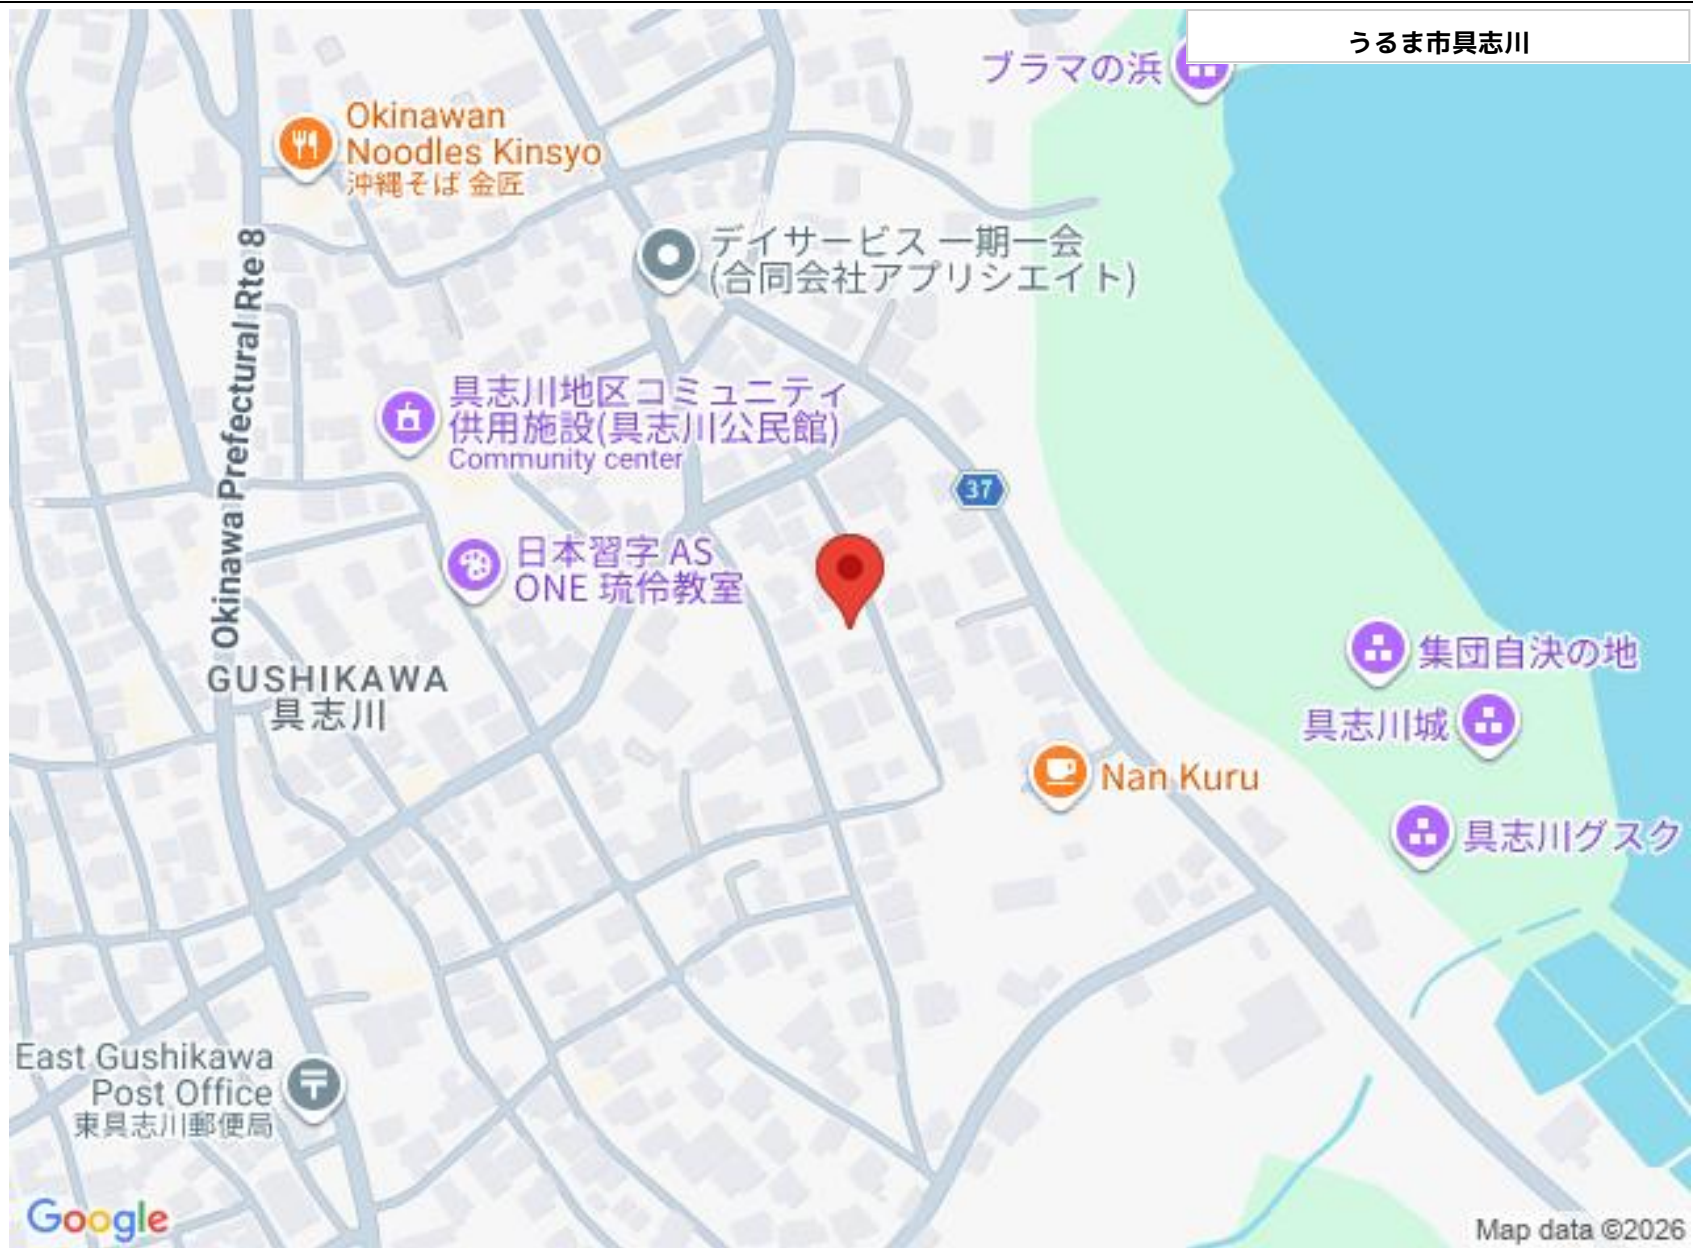 うるま市具志川
ブラマの浜
Okinawan
Noodles Kinsyo
沖縄そば 金匠
デイサービス 一期一会
(合同会社アプリシエイト)
Okinawa Prefectural Rte 8
具志川地区コミュニティ
供用施設(具志川公民館)
Community center
37
日本習字 AS
ONE 琉伶教室
集団自決の地
GUSHIKAWA
具志川
具志川城
Nan Kuru
具志川グスク
East Gushikawa
Post Office
東具志川郵便局
Google
Map data ©2026